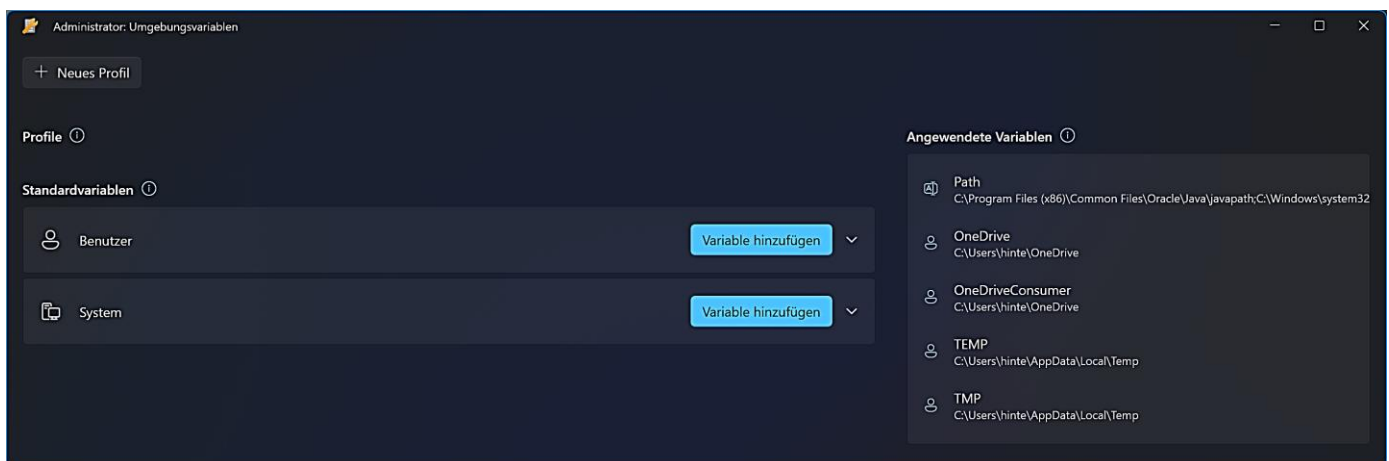 Administrator: Umgebungsvariablen
Neues Profil
Profile
Standardvariablen
Benutzer
Variable hinzufügen
System
Variable hinzufügen
Angewendete Variablen
Path
C:\Program Files (x86)\Common Files\Oracle\Java\javapath;C:\Windows\system32
OneDrive
C:\Users\hinte\OneDrive
OneDriveConsumer
C:\Users\hinte\OneDrive
TEMP
C:\Users\hinte\AppData\Local\Temp
TMP
C:\Users\hinte\AppData\Local\Temp